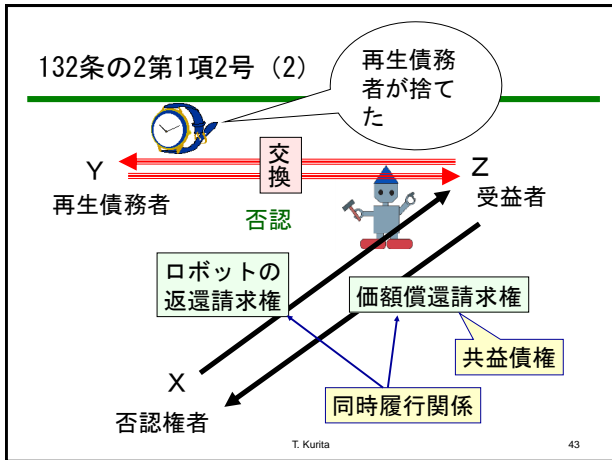 132条の2第1項2号（2）
再生債務
者が捨て
た
交
換
Y
再生債務者
Z
受益者
否認
ロボットの
返還請求権
価額償還請求権
共益債権
X
否認権者
同時履行関係
T. Kurita
43